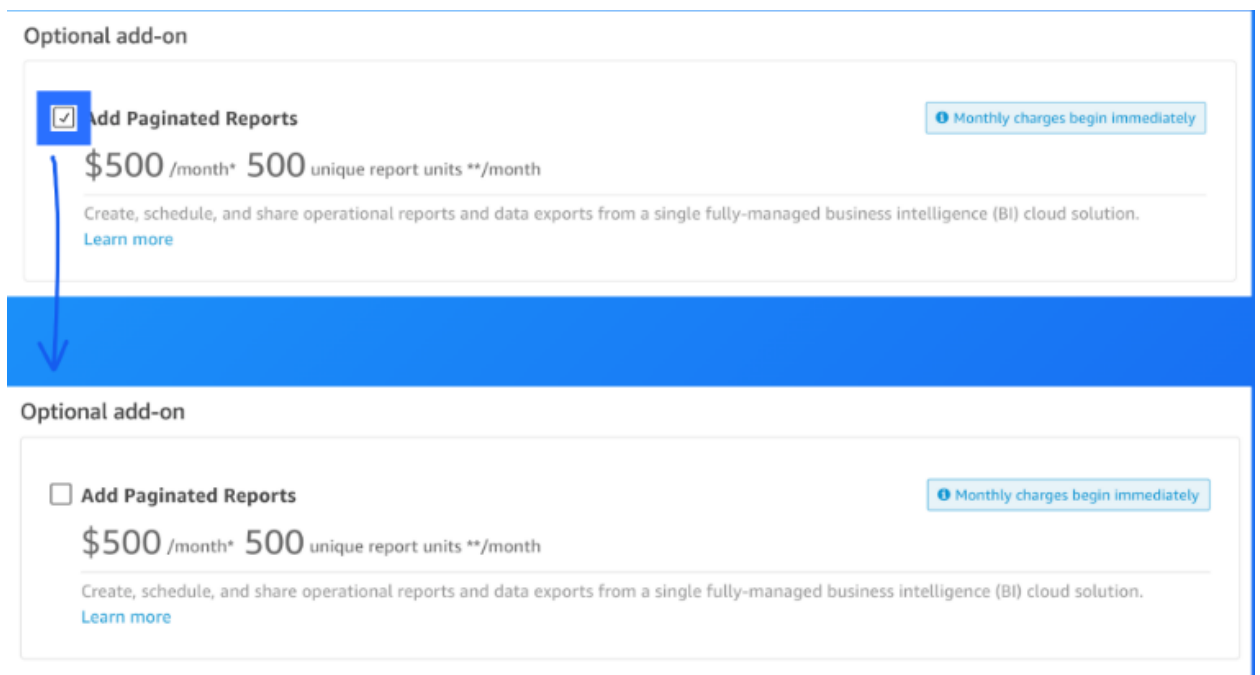 Optional add-on
Add Paginated Reports
Monthly charges begin immediately
$500 /month* 500 unique report units **/month
Create, schedule, and share operational reports and data exports from a single fully-managed business intelligence (BI) cloud solution.
Learn more
Optional add-on
Add Paginated Reports
Monthly charges begin immediately
$500 /month* 500 unique report units **/month
Create, schedule, and share operational reports and data exports from a single fully-managed business intelligence (BI) cloud solution.
Learn more